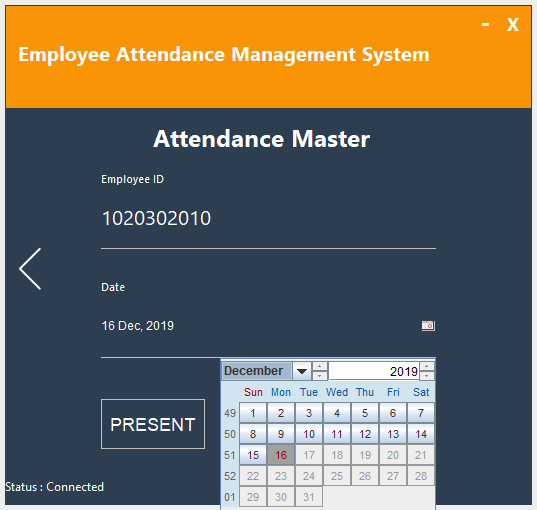 - X
Employee Attendance Management System
Attendance Master
Employee ID
1020302010
Date
16 Dec, 2019
December 2019
Sun Mon Tue Wed Thu Fri Sat
49 1 2 3 4 5 6 7
50 8 9 10 11 12 13 14
51 15 16 17 18 19 20 21
52 22 23 24 25 26 27 28
01 29 30 31
PRESENT
Status : Connected